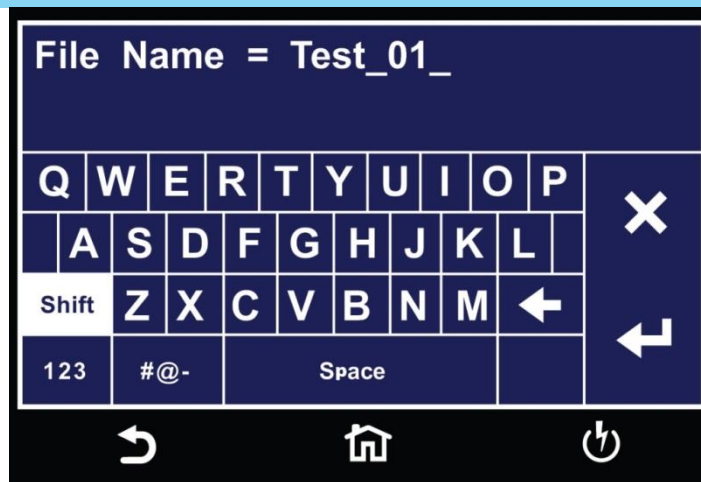 File Name = Test_01_
Q W E R T Y U I O P
A S D F G H J K L
Shift Z X C V B N M
123 #@- Space